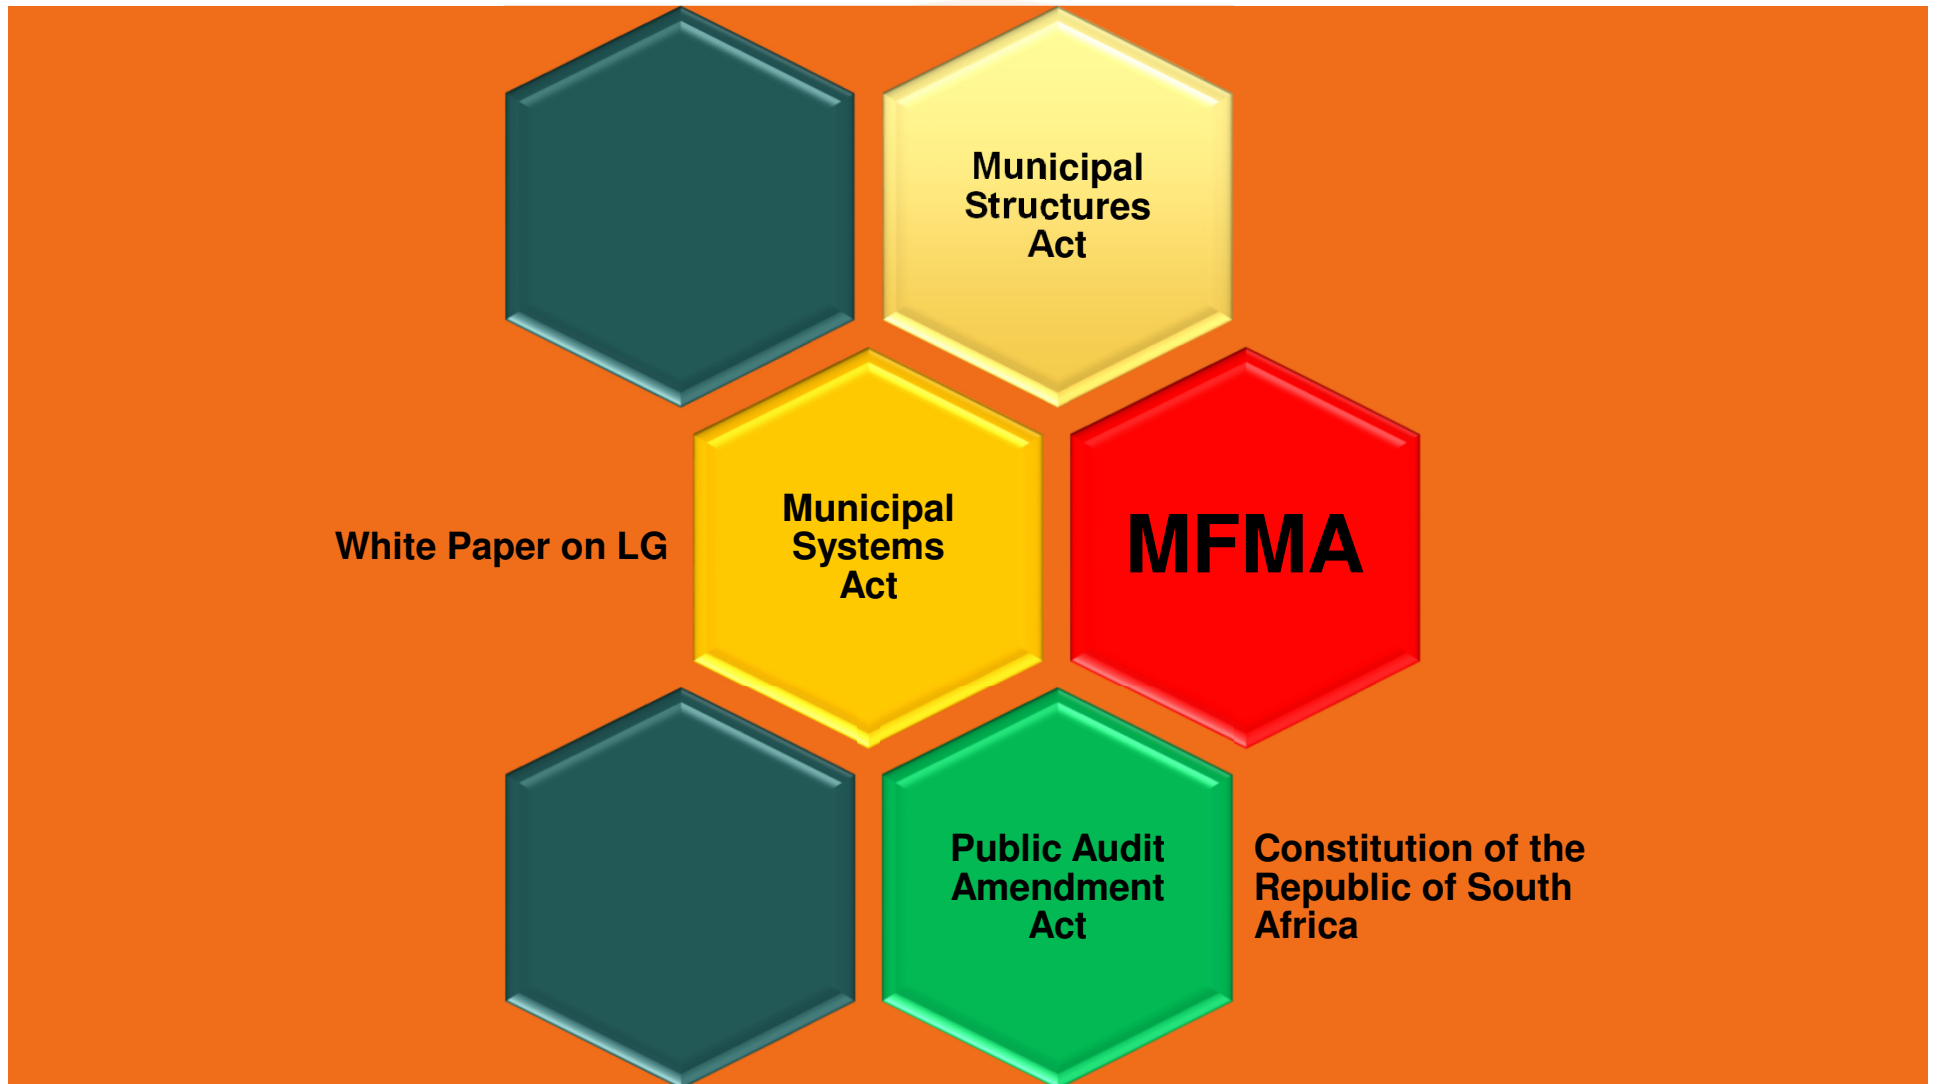 Municipal
Structures
Act
White Paper on LG
Municipal
Systems
Act
MFMA
Public Audit
Amendment
Act
Constitution of the
Republic of South
Africa